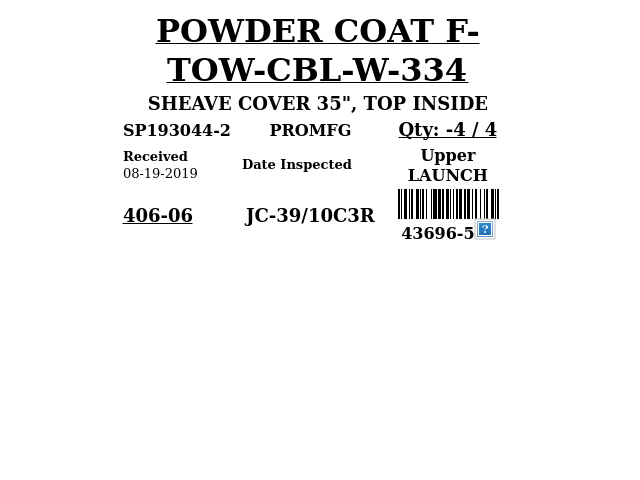 POWDER COAT F-
TOW-CBL-W-334
SHEAVE COVER 35", TOP INSIDE
SP193044-2 PROMFG Qty: -4 / 4
Received
08-19-2019
Date Inspected
Upper
LAUNCH
406-06 JC-39/10C3R
43696-5